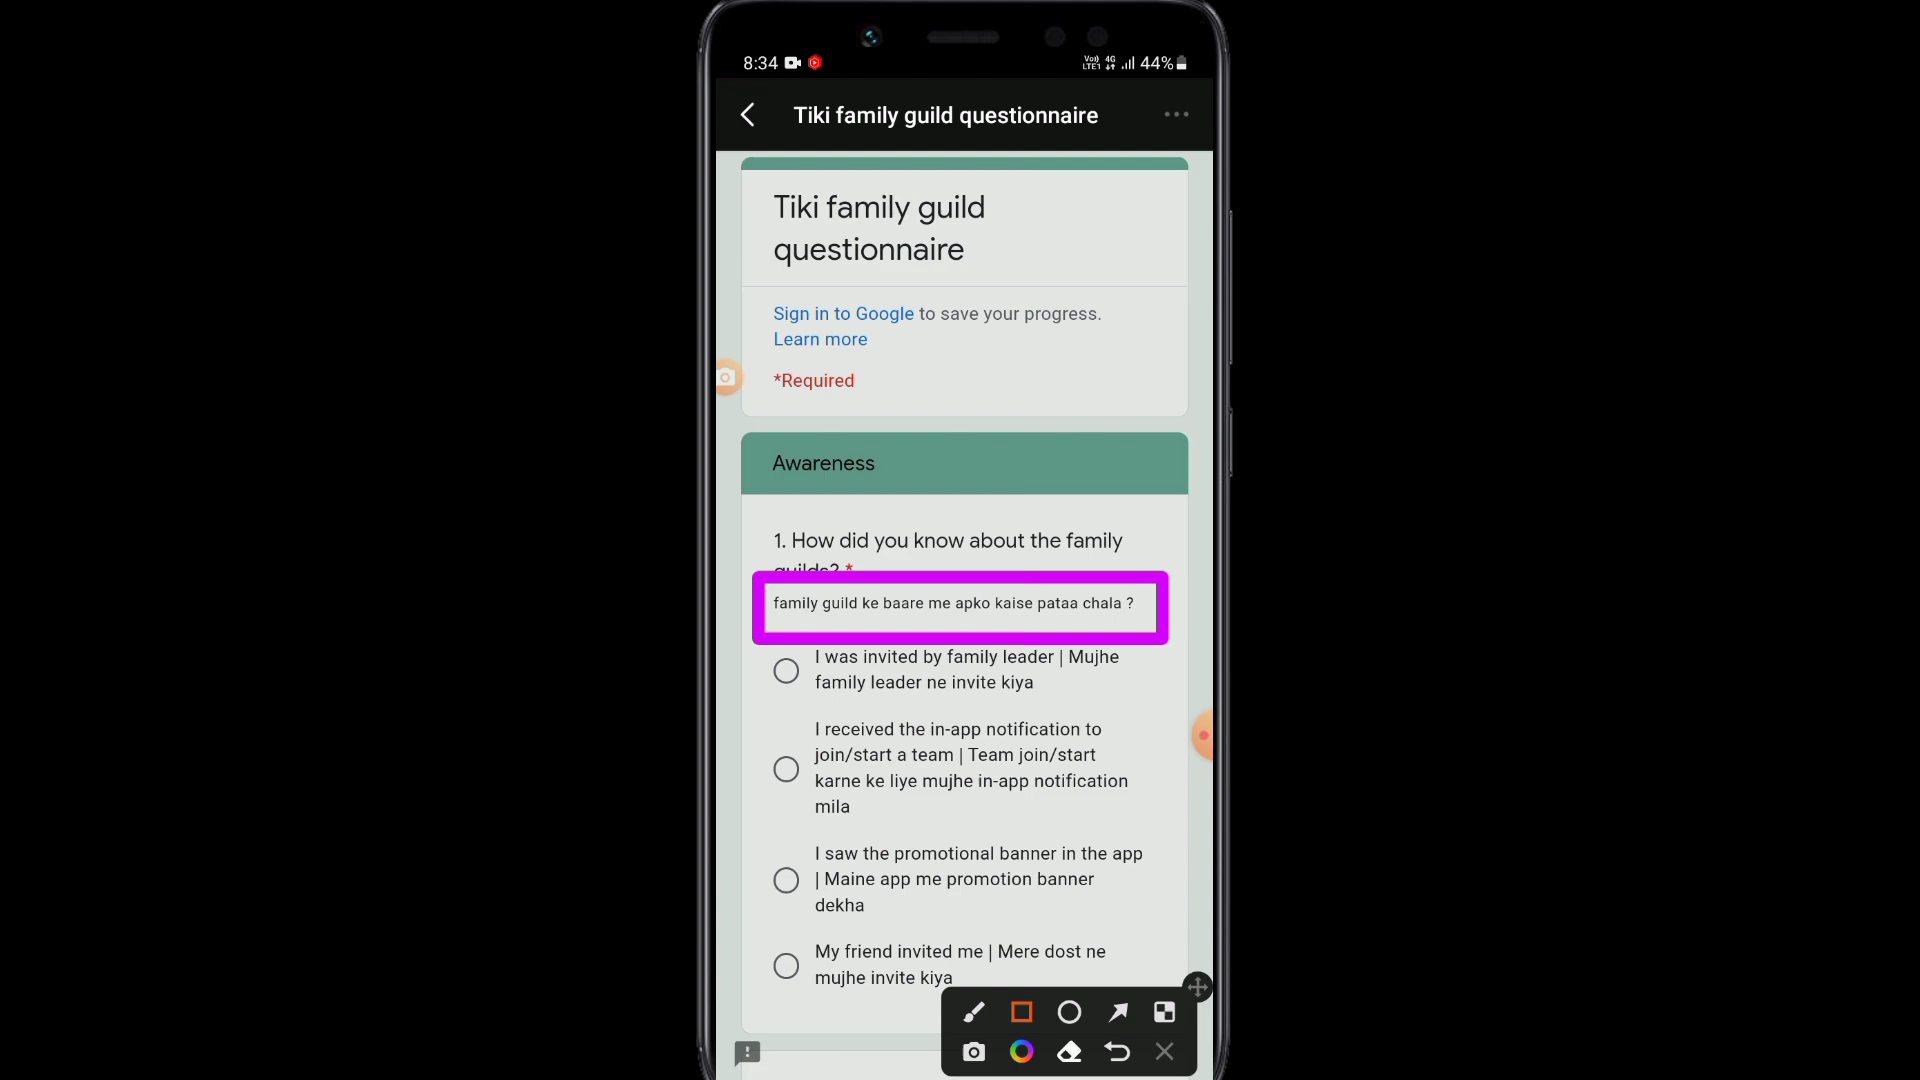 8:34
Vo)) LTE1 4G 44%
Tiki family guild questionnaire
Tiki family guild
questionnaire
Sign in to Google to save your progress.
Learn more
*Required
Awareness
1. How did you know about the family
guilds? *
family guild ke baare me apko kaise pataa chala ?
I was invited by family leader | Mujhe
family leader ne invite kiya
I received the in-app notification to
join/start a team | Team join/start
karne ke liye mujhe in-app notification
mila
I saw the promotional banner in the app
| Maine app me promotion banner
dekha
My friend invited me | Mere dost ne
mujhe invite kiya